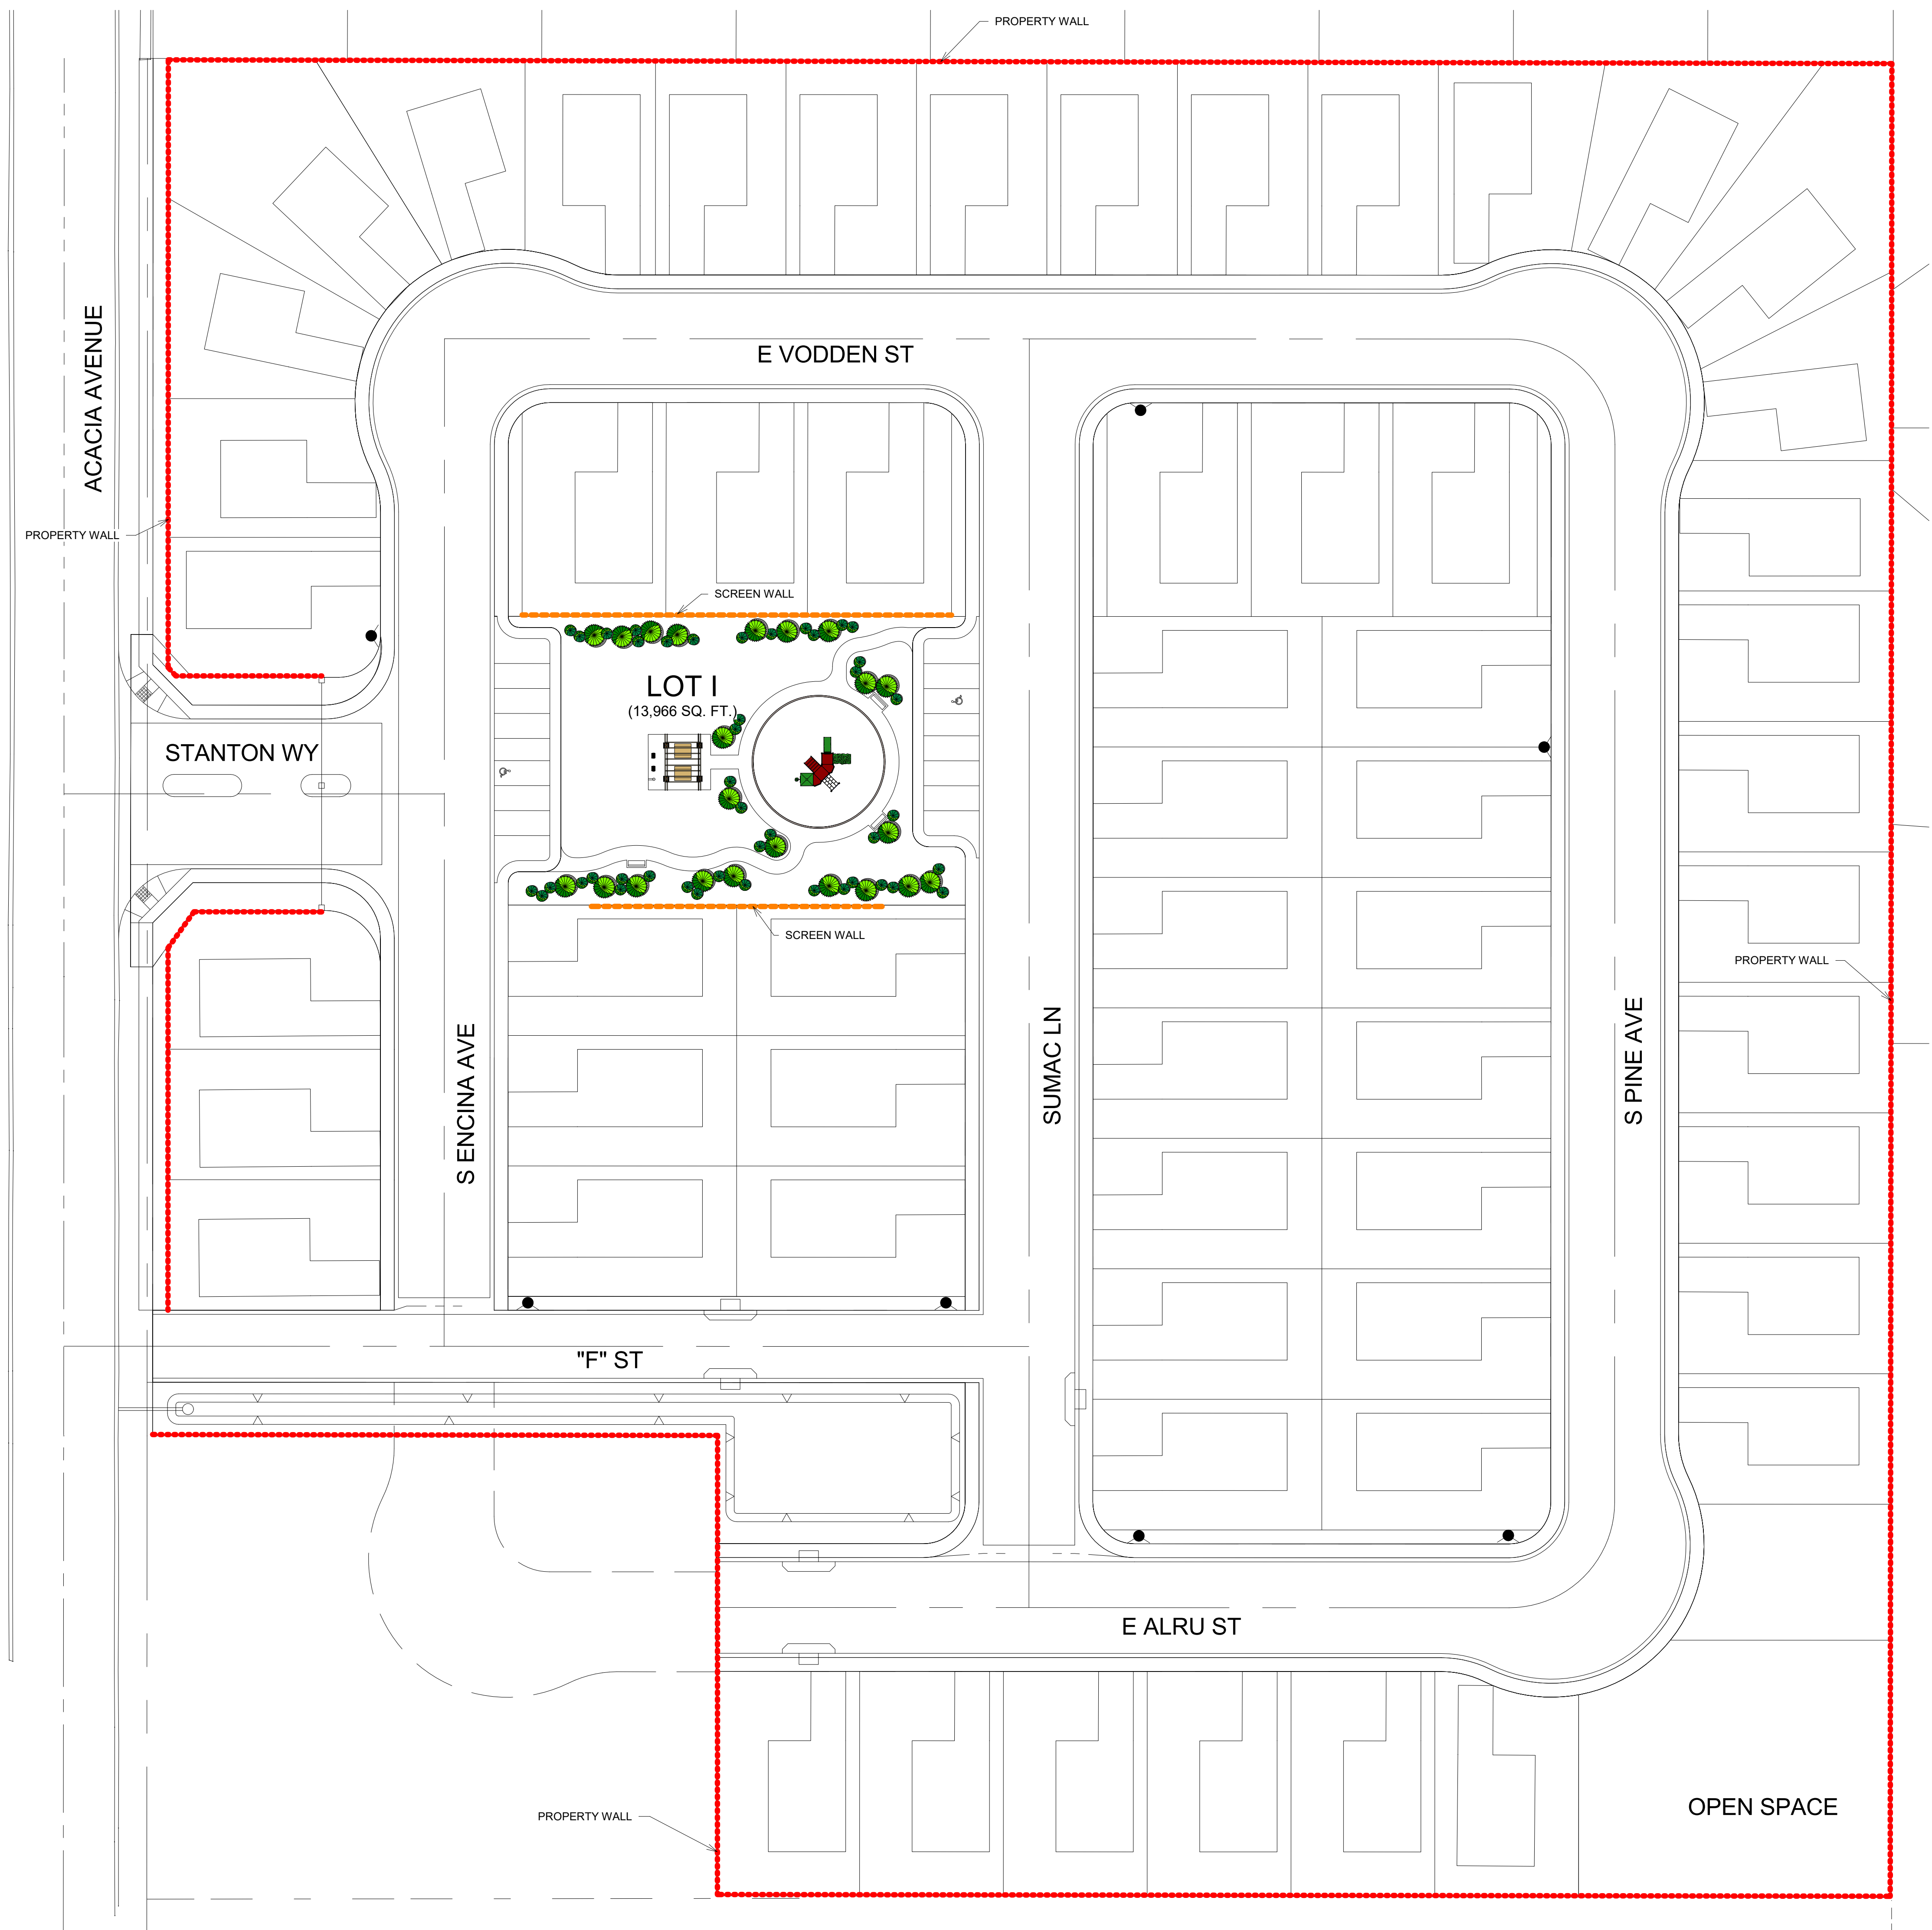 PROPERTY WALL
ACACIA AVENUE
E VODDEN ST
PROPERTY WALL
SCREEN WALL
LOT I
(13,966 SQ. FT.)
STANTON WY
SCREEN WALL
PROPERTY WALL
S ENCINA AVE
SUMAC LN
S PINE AVE
"F" ST
E ALRU ST
OPEN SPACE
PROPERTY WALL